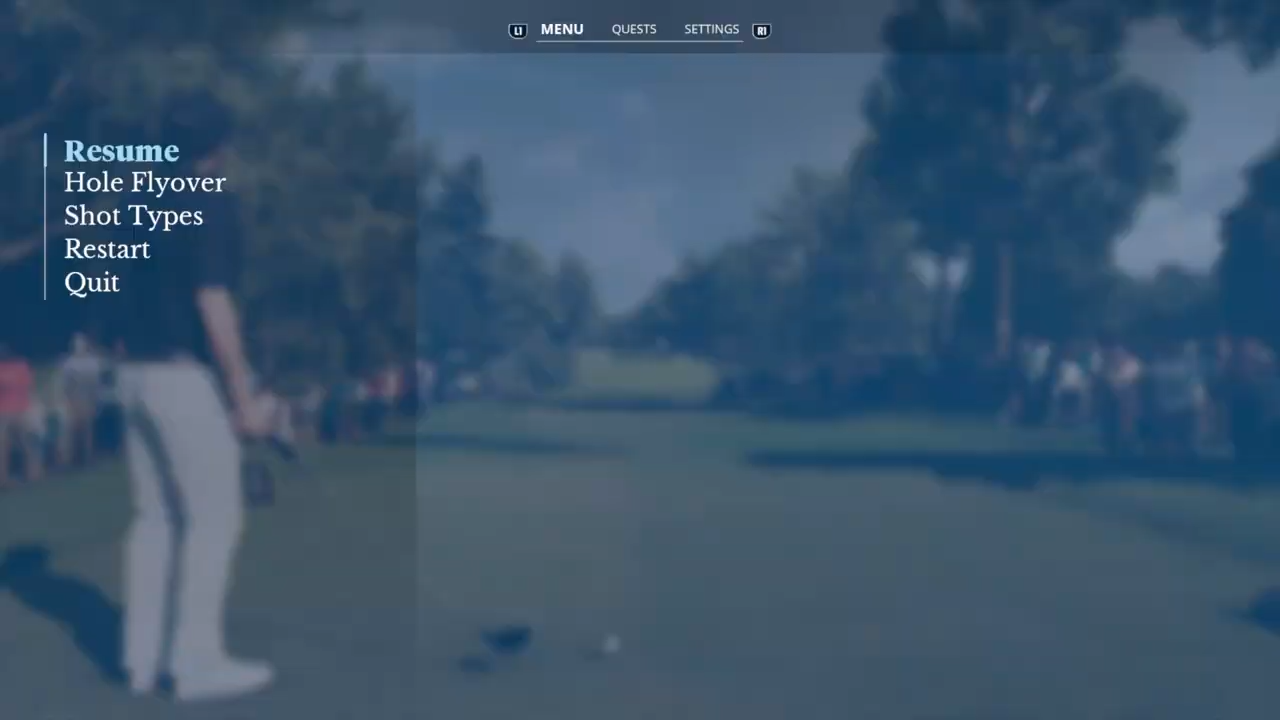 L1 MENU QUESTS SETTINGS R1
Resume
Hole Flyover
Shot Types
Restart
Quit